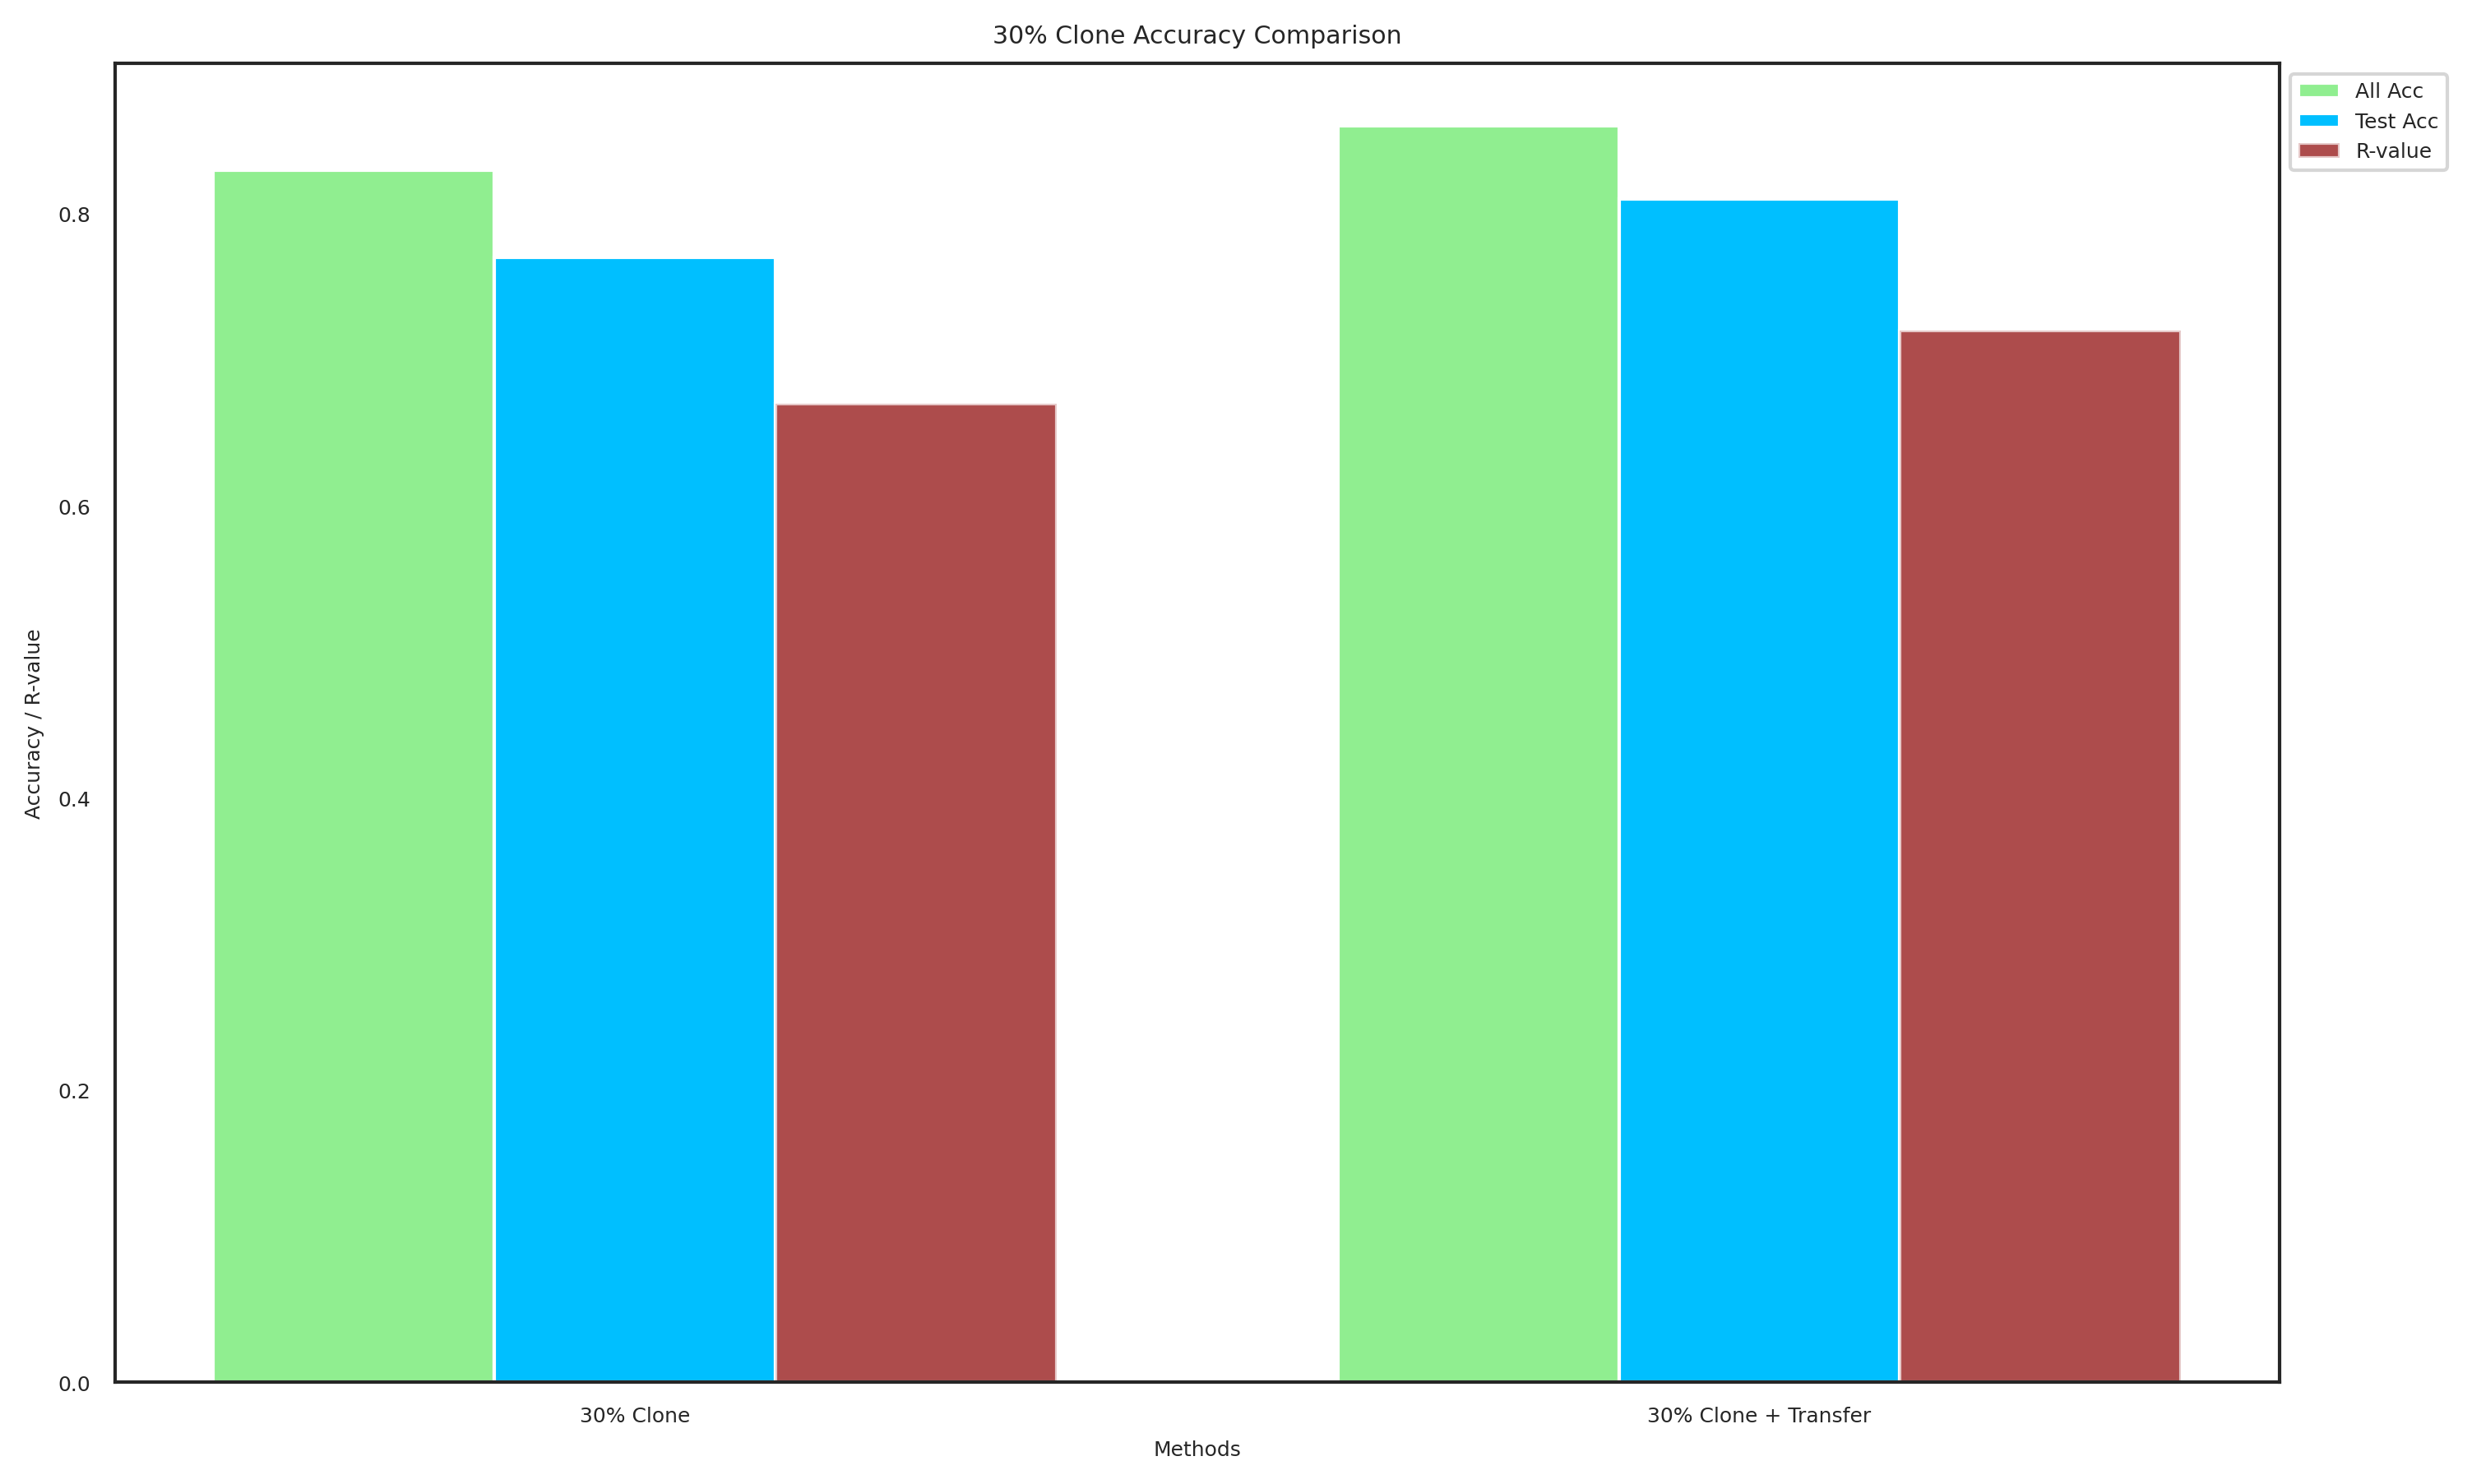 30% Clone Accuracy Comparison
All Acc
Test Acc
R-value
Accuracy / R-value
0.8
0.6
0.4
0.2
0.0
30% Clone
30% Clone + Transfer
Methods